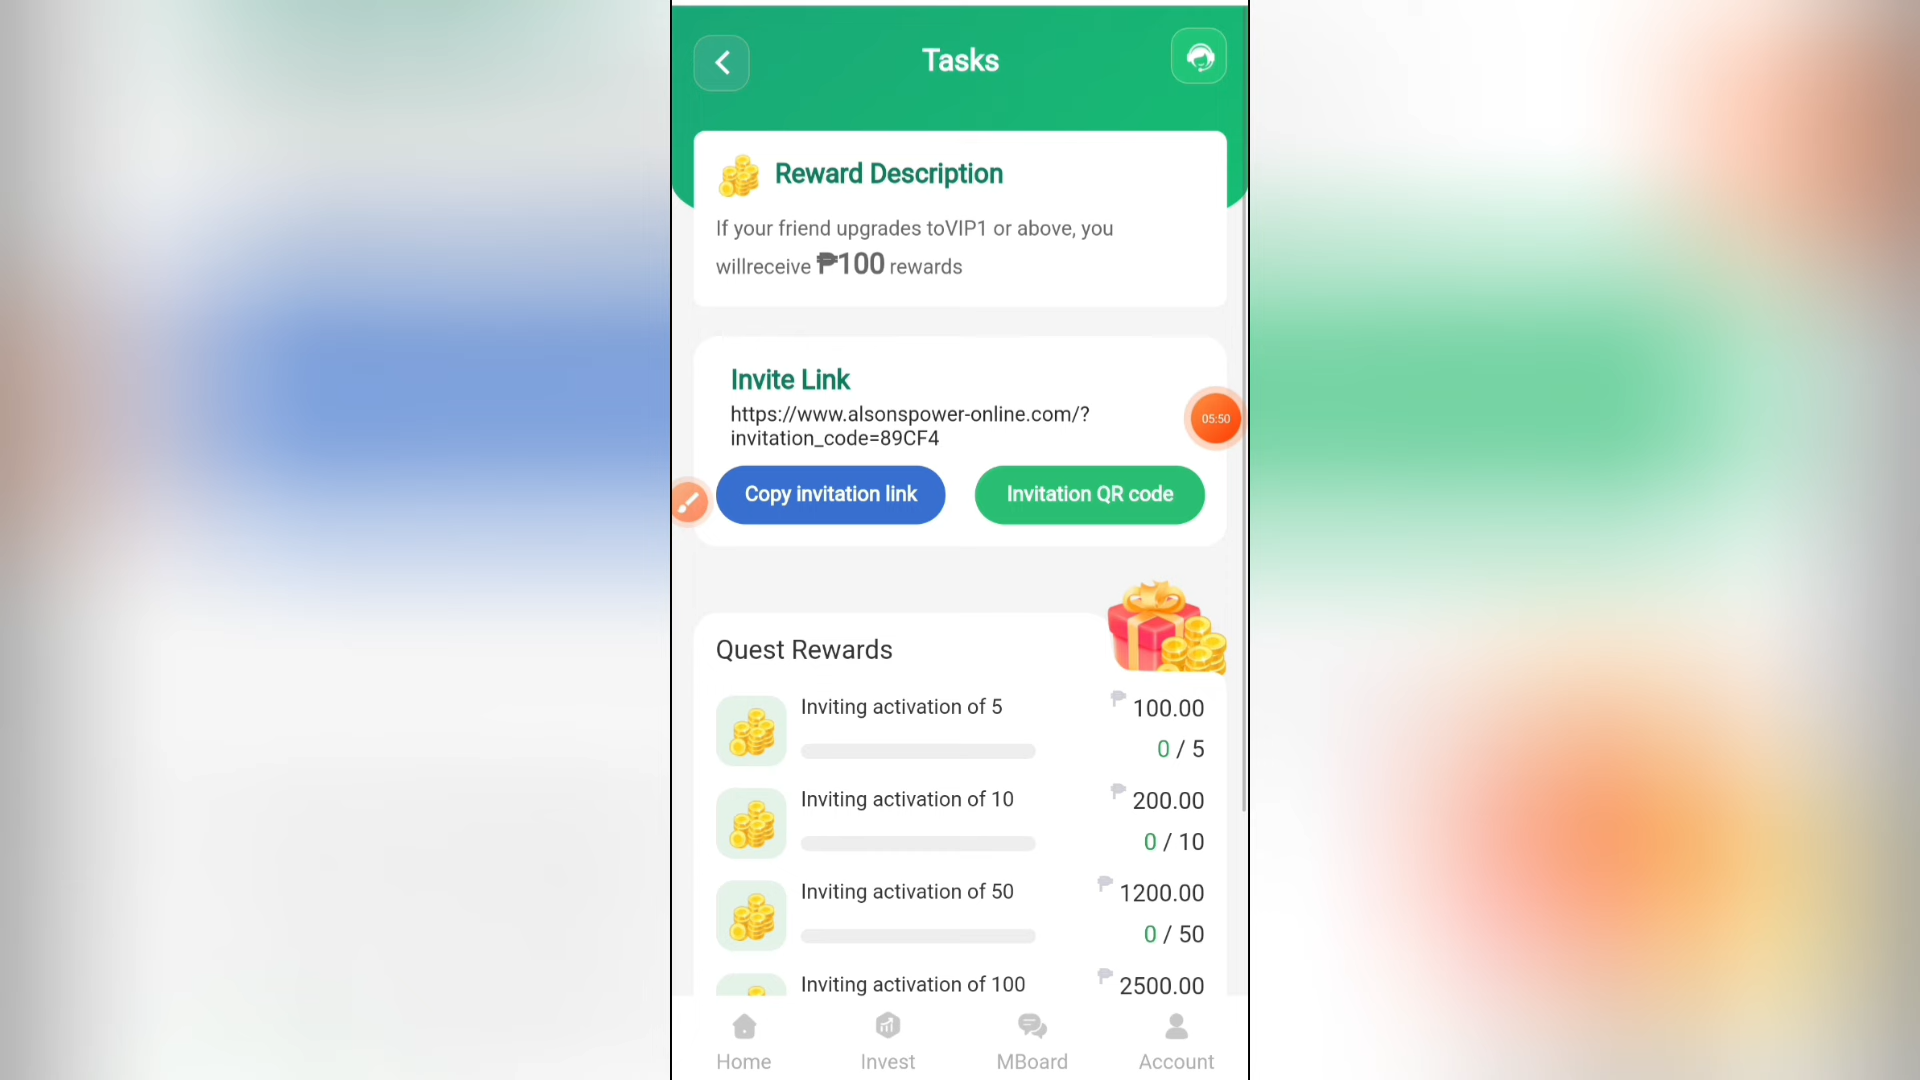 Tasks
Reward Description
If your friend upgrades toVIP1 or above, you
willreceive ₱100 rewards
Invite Link
https://www.alsonspower-online.com/?
invitation_code=89CF4
05:50
Copy invitation link
Invitation QR code
Quest Rewards
Inviting activation of 5
₱ 100.00
0 / 5
Inviting activation of 10
₱ 200.00
0 / 10
Inviting activation of 50
₱ 1200.00
0 / 50
Inviting activation of 100
₱ 2500.00
Home
Invest
MBoard
Account